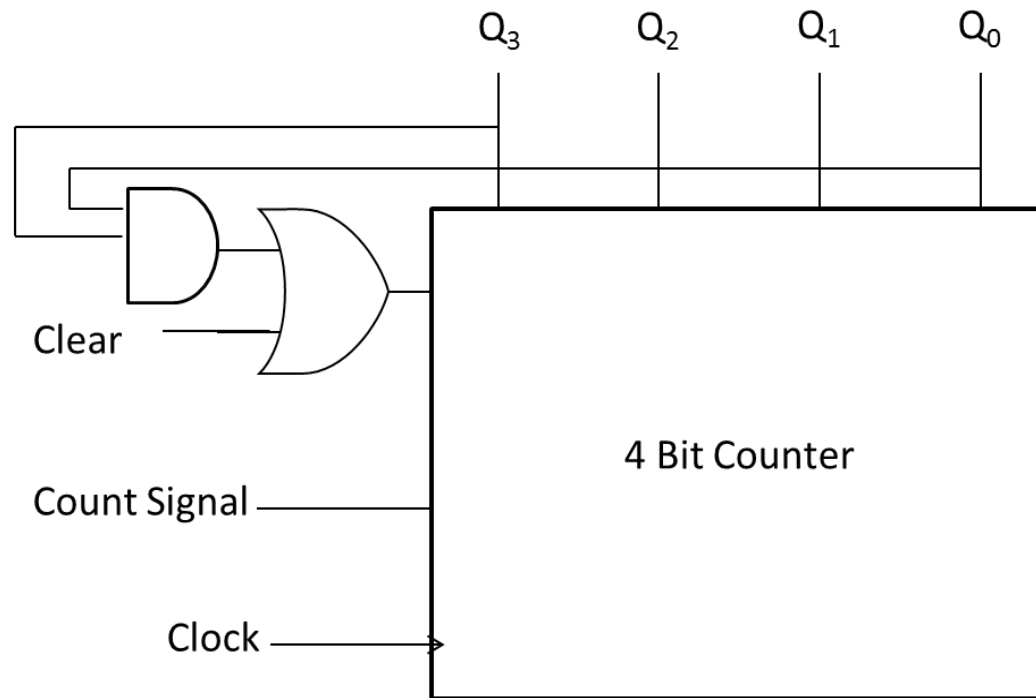 Q₃ Q₂ Q₁ Q₀
Clear
4 Bit Counter
Count Signal
Clock